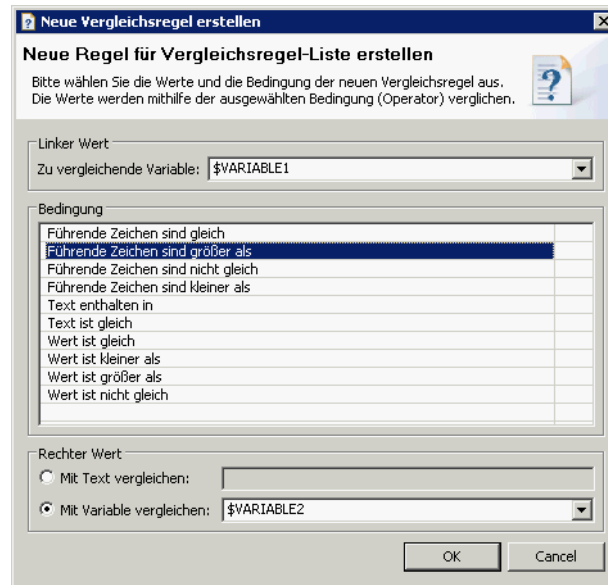 Neue Vergleichsregel erstellen
Neue Regel für Vergleichsregel-Liste erstellen
Bitte wählen Sie die Werte und die Bedingung der neuen Vergleichsregel aus.
Die Werte werden mithilfe der ausgewählten Bedingung (Operator) verglichen.
Linker Wert
Zu vergleichende Variable: $VARIABLE1
Bedingung
Führende Zeichen sind gleich
Führende Zeichen sind größer als
Führende Zeichen sind nicht gleich
Führende Zeichen sind kleiner als
Text enthalten in
Text ist gleich
Wert ist gleich
Wert ist kleiner als
Wert ist größer als
Wert ist nicht gleich
Rechter Wert
Mit Text vergleichen:
Mit Variable vergleichen: $VARIABLE2
OK Cancel